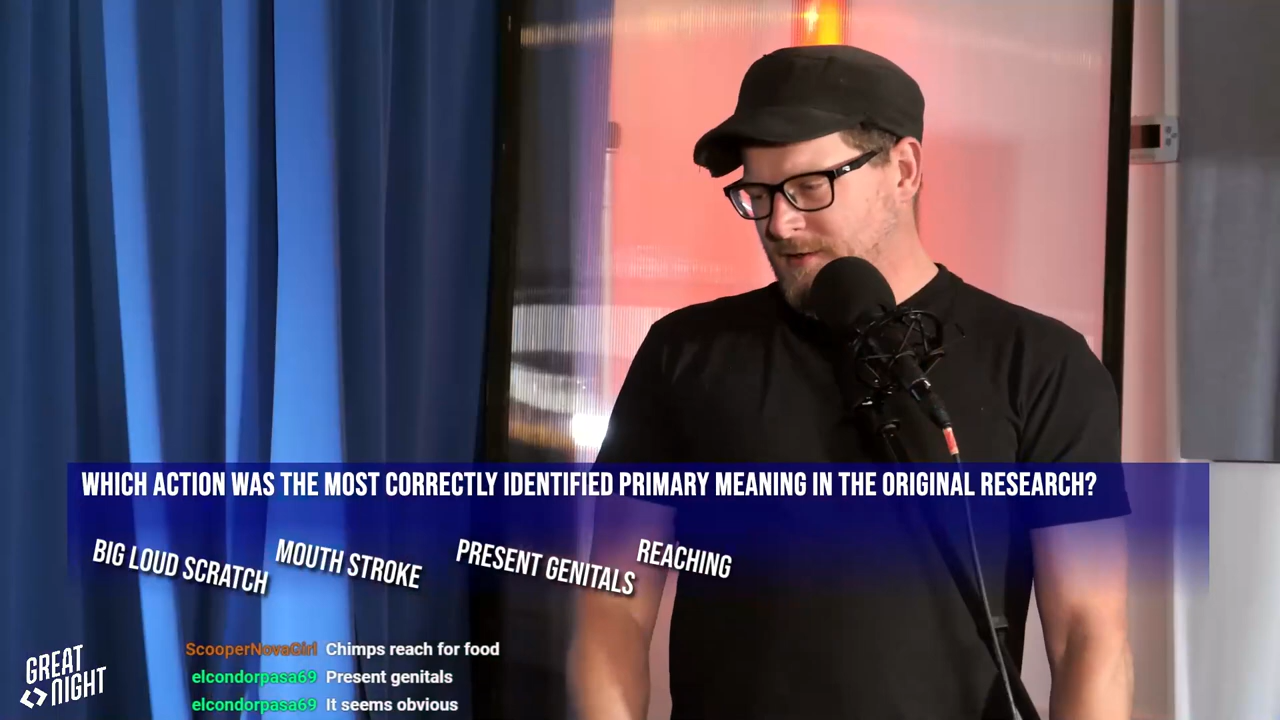 WHICH ACTION WAS THE MOST CORRECTLY IDENTIFIED PRIMARY MEANING IN THE ORIGINAL RESEARCH?
BIG LOUD SCRATCH
MOUTH STROKE
PRESENT GENITALS
REACHING
ScooperNovaGirl Chimps reach for food
elcondorpasa69 Present genitals
elcondorpasa69 It seems obvious
GREAT
NIGHT